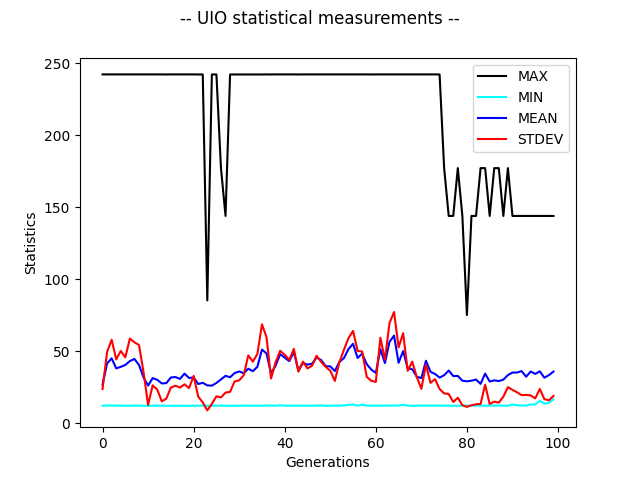 -- UIO statistical measurements --
250
200
150
100
50
0
Statistics
MAX
MIN
MEAN
STDEV
0 20 40 60 80 100
Generations